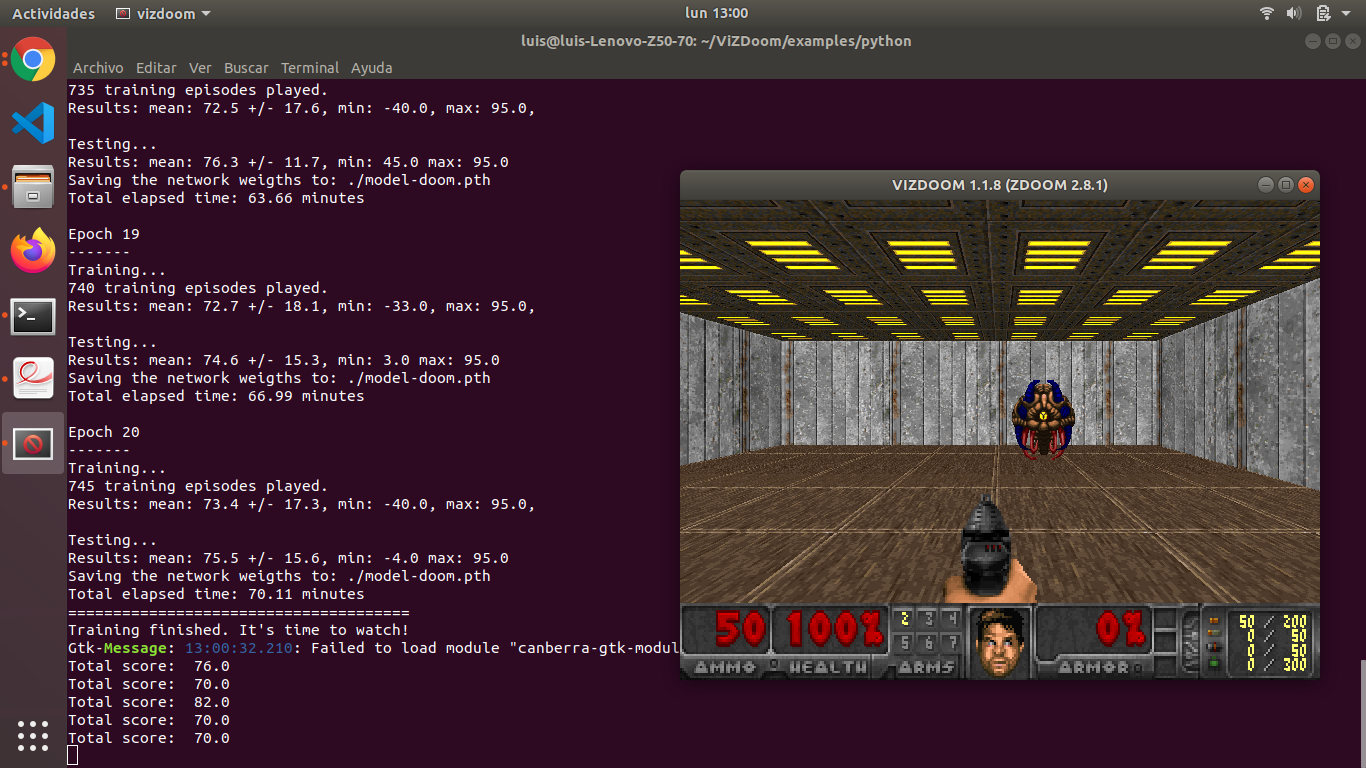 Actividades vizdoom lun 13:00
luis@luis-Lenovo-Z50-70: ~/ViZDoom/examples/python
Archivo Editar Ver Buscar Terminal Ayuda
735 training episodes played.
Results: mean: 72.5 +/- 17.6, min: -40.0, max: 95.0,
Testing...
Results: mean: 76.3 +/- 11.7, min: 45.0 max: 95.0
Saving the network weigths to: ./model-doom.pth
Total elapsed time: 63.66 minutes
Epoch 19
-------
Training...
740 training episodes played.
Results: mean: 72.7 +/- 18.1, min: -33.0, max: 95.0,
Testing...
Results: mean: 74.6 +/- 15.3, min: 3.0 max: 95.0
Saving the network weigths to: ./model-doom.pth
Total elapsed time: 66.99 minutes
Epoch 20
-------
Training...
745 training episodes played.
Results: mean: 73.4 +/- 17.3, min: -40.0, max: 95.0,
Testing...
Results: mean: 75.5 +/- 15.6, min: -4.0 max: 95.0
Saving the network weigths to: ./model-doom.pth
Total elapsed time: 70.11 minutes
======================================
Training finished. It's time to watch!
Gtk-Message: 13:00:32.210: Failed to load module "canberra-gtk-modul
Total score:  76.0
Total score:  70.0
Total score:  82.0
Total score:  70.0
Total score:  70.0
VIZDOOM 1.1.8 (ZDOOM 2.8.1)
50 100% 2 3 4 0%
5 6 7
AMMO HEALTH ARMS ARMOR
50 / 200
0 / 50
0 / 50
0 / 300